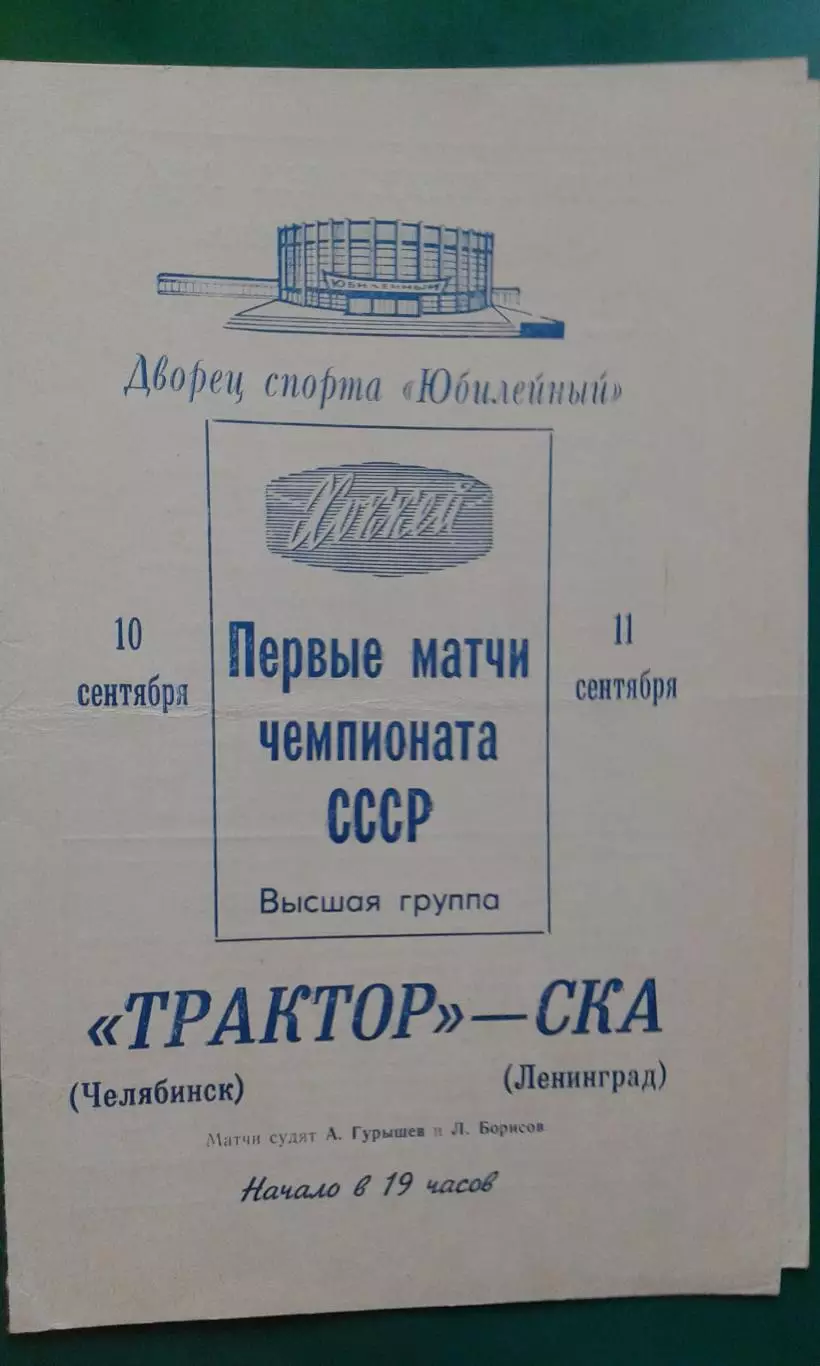 ЮБИЛЕЙНЫЙ
Дворец спорта «Юбилейный»
Хоккей
10
сентября
Первые матчи
чемпионата
СССР
Высшая группа
11
сентября
«ТРАКТОР» — СКА
(Челябинск)
(Ленинград)
Матчи судят А. Гурышев и Л. Борисов
Начало в 19 часов